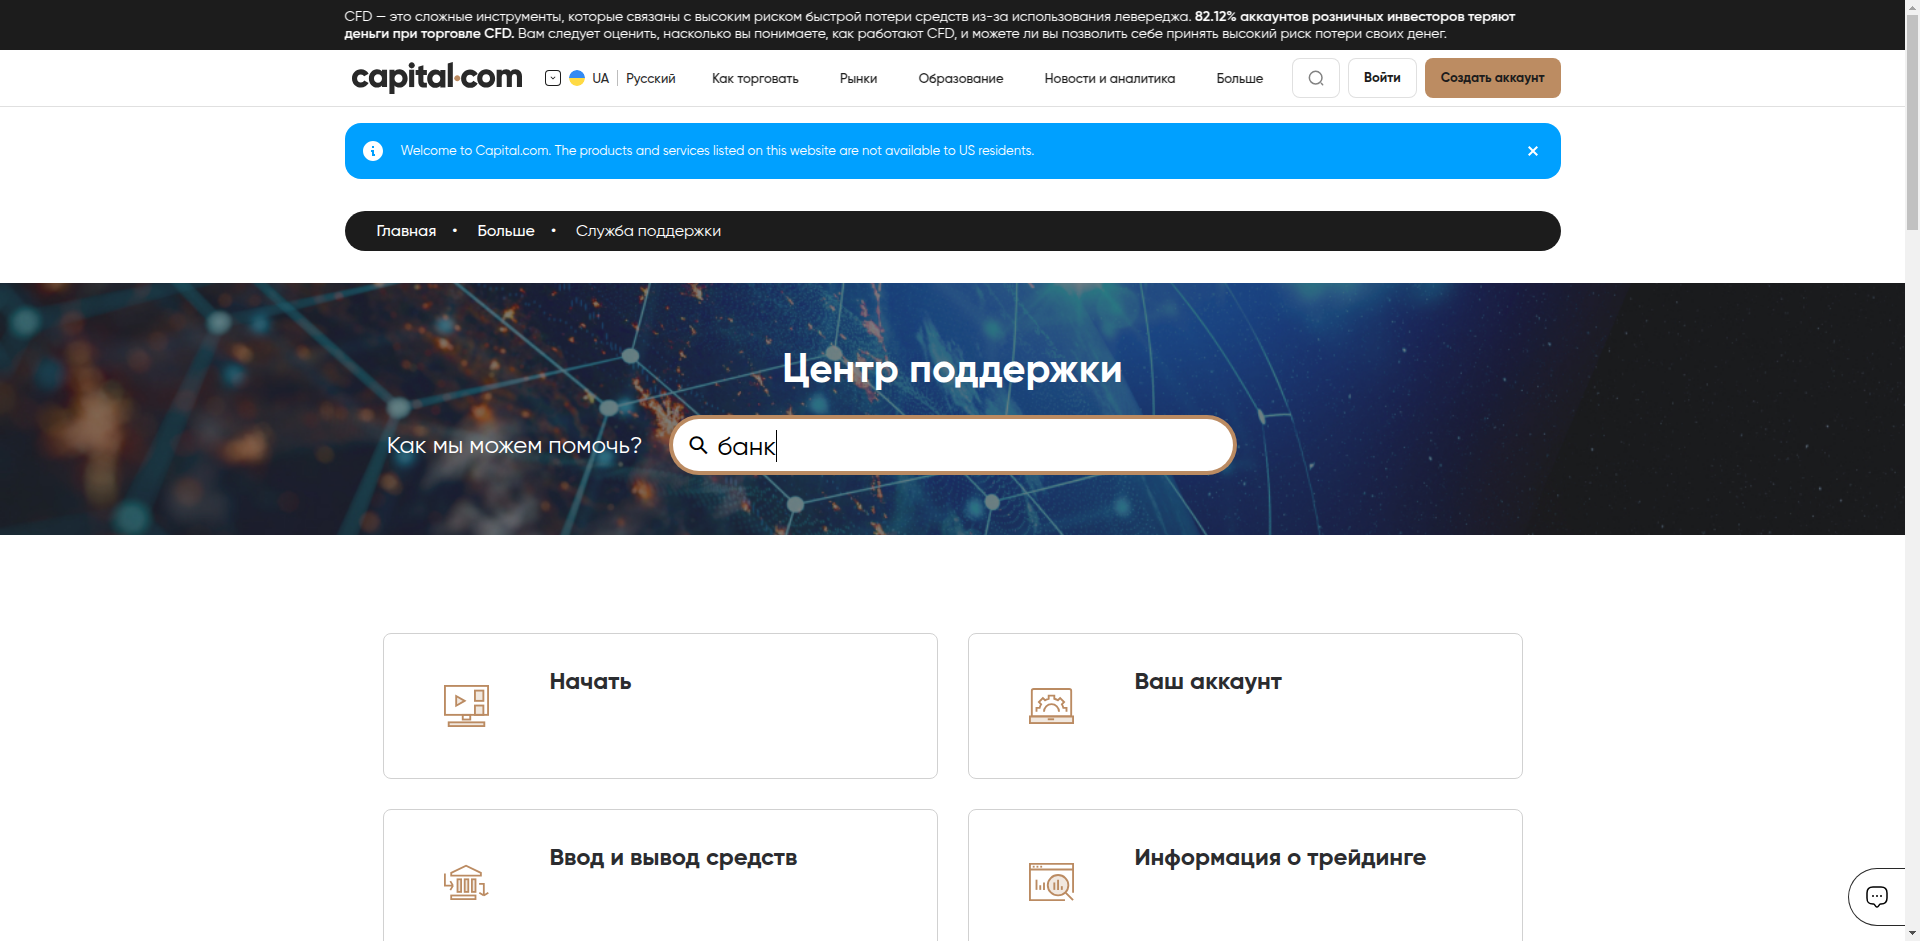 CFD — это сложные инструменты, которые связаны с высоким риском быстрой потери средств из-за использования левереджа. 82.12% аккаунтов розничных инвесторов теряют
деньги при торговле CFD. Вам следует оценить, насколько вы понимаете, как работают CFD, и можете ли вы позволить себе принять высокий риск потери своих денег.
capital.com UA Русский Как торговать Рынки Образование Новости и аналитика Больше Войти Создать аккаунт
Welcome to Capital.com. The products and services listed on this website are not available to US residents.
Главная • Больше • Служба поддержки
Центр поддержки
Как мы можем помочь? банк
Начать
Ваш аккаунт
Ввод и вывод средств
Информация о трейдинге